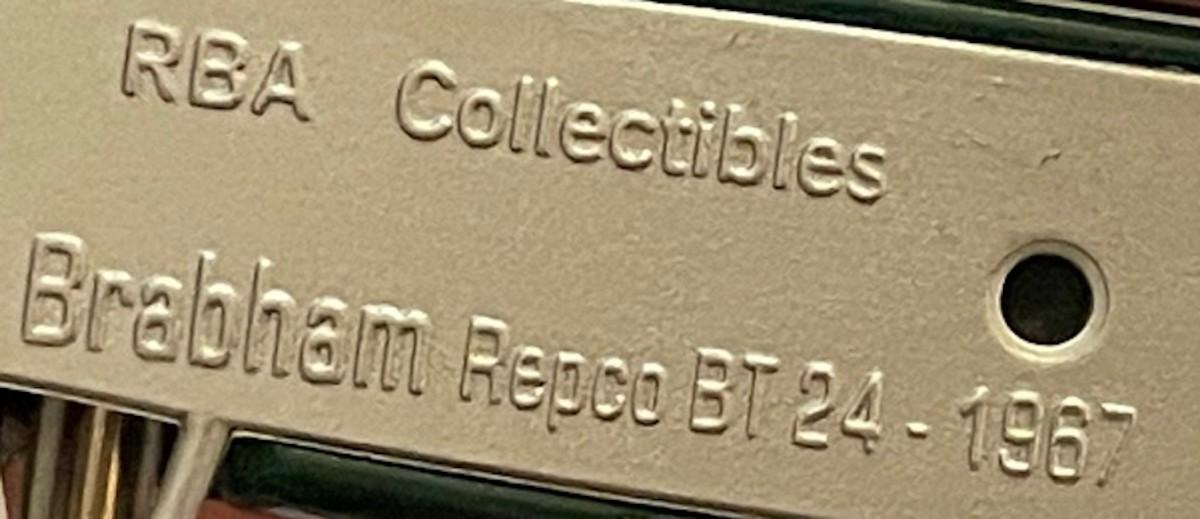 RBA Collectibles
Brabham Repco BT 24 - 1967